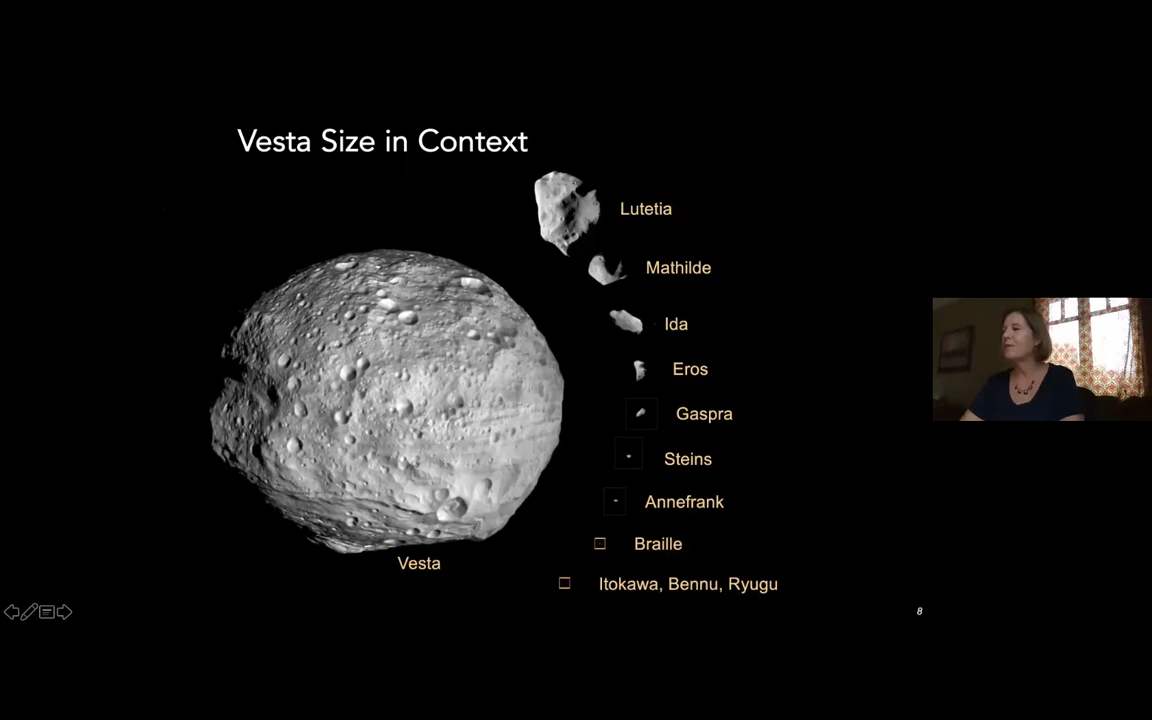 Vesta Size in Context
Lutetia
Mathilde
Ida
Eros
Gaspra
Steins
Annefrank
Braille
Vesta
Itokawa, Bennu, Ryugu
8